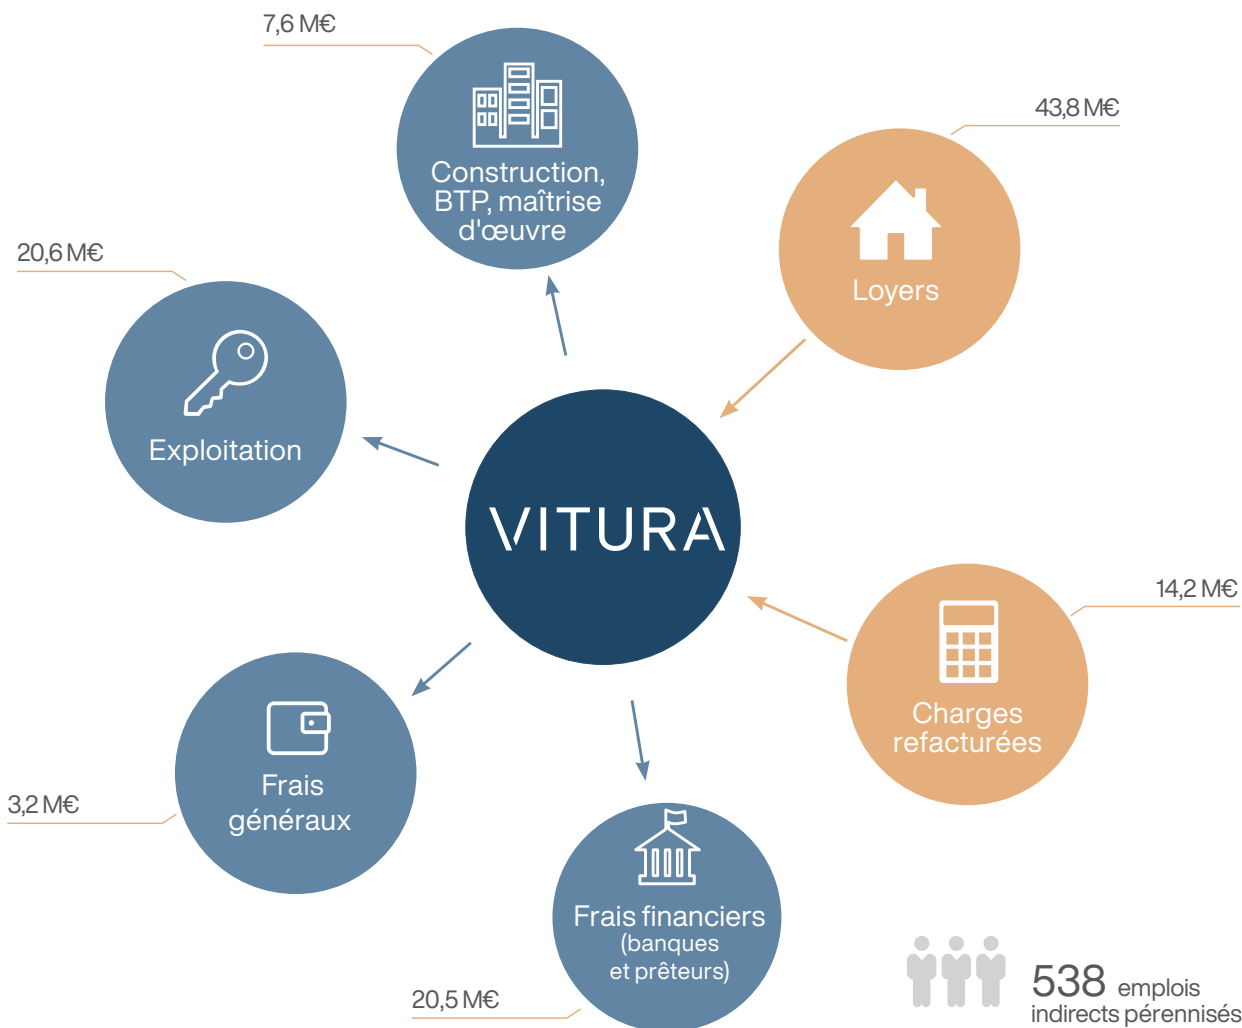 7,6 M€
Construction,
BTP, maîtrise
d'œuvre
43,8 M€
Loyers
20,6 M€
Exploitation
VITURA
14,2 M€
Charges
refacturées
3,2 M€
Frais
généraux
20,5 M€
Frais financiers
(banques
et prêteurs)
538 emplois
indirects pérennisés